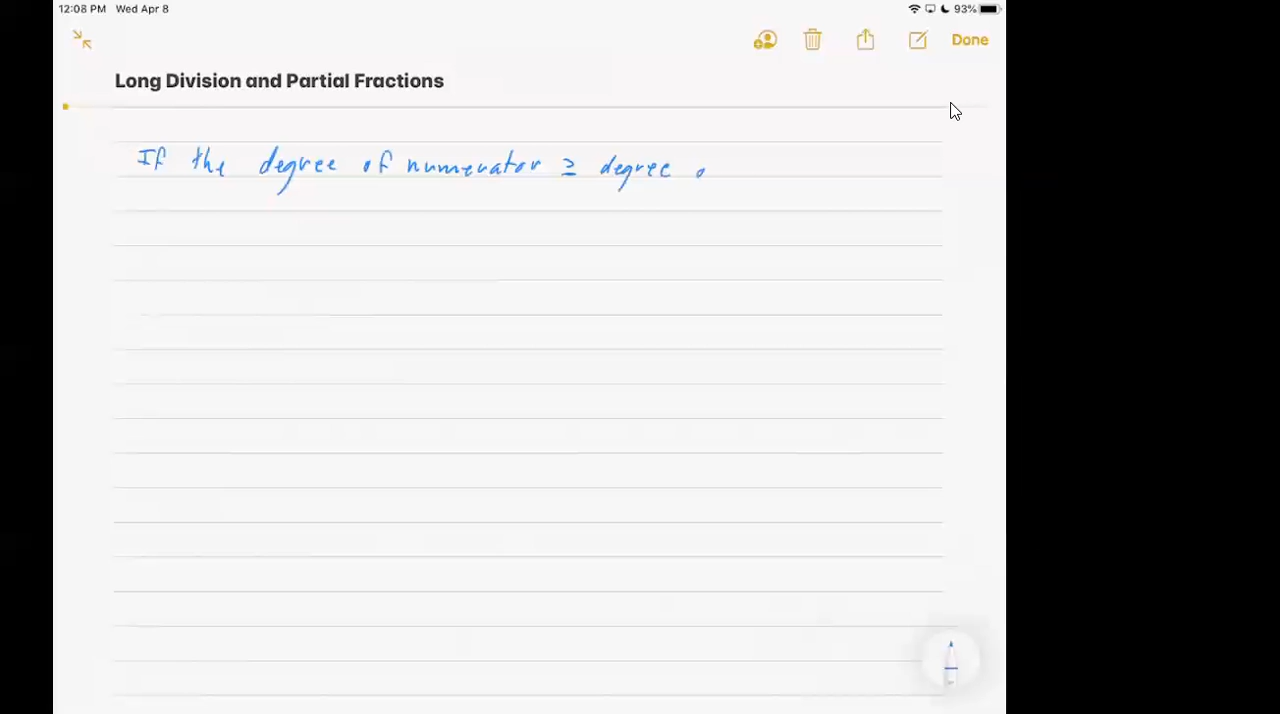 12:08 PM Wed Apr 8 93%
Done
Long Division and Partial Fractions
If the degree of numerator ≥ degree o